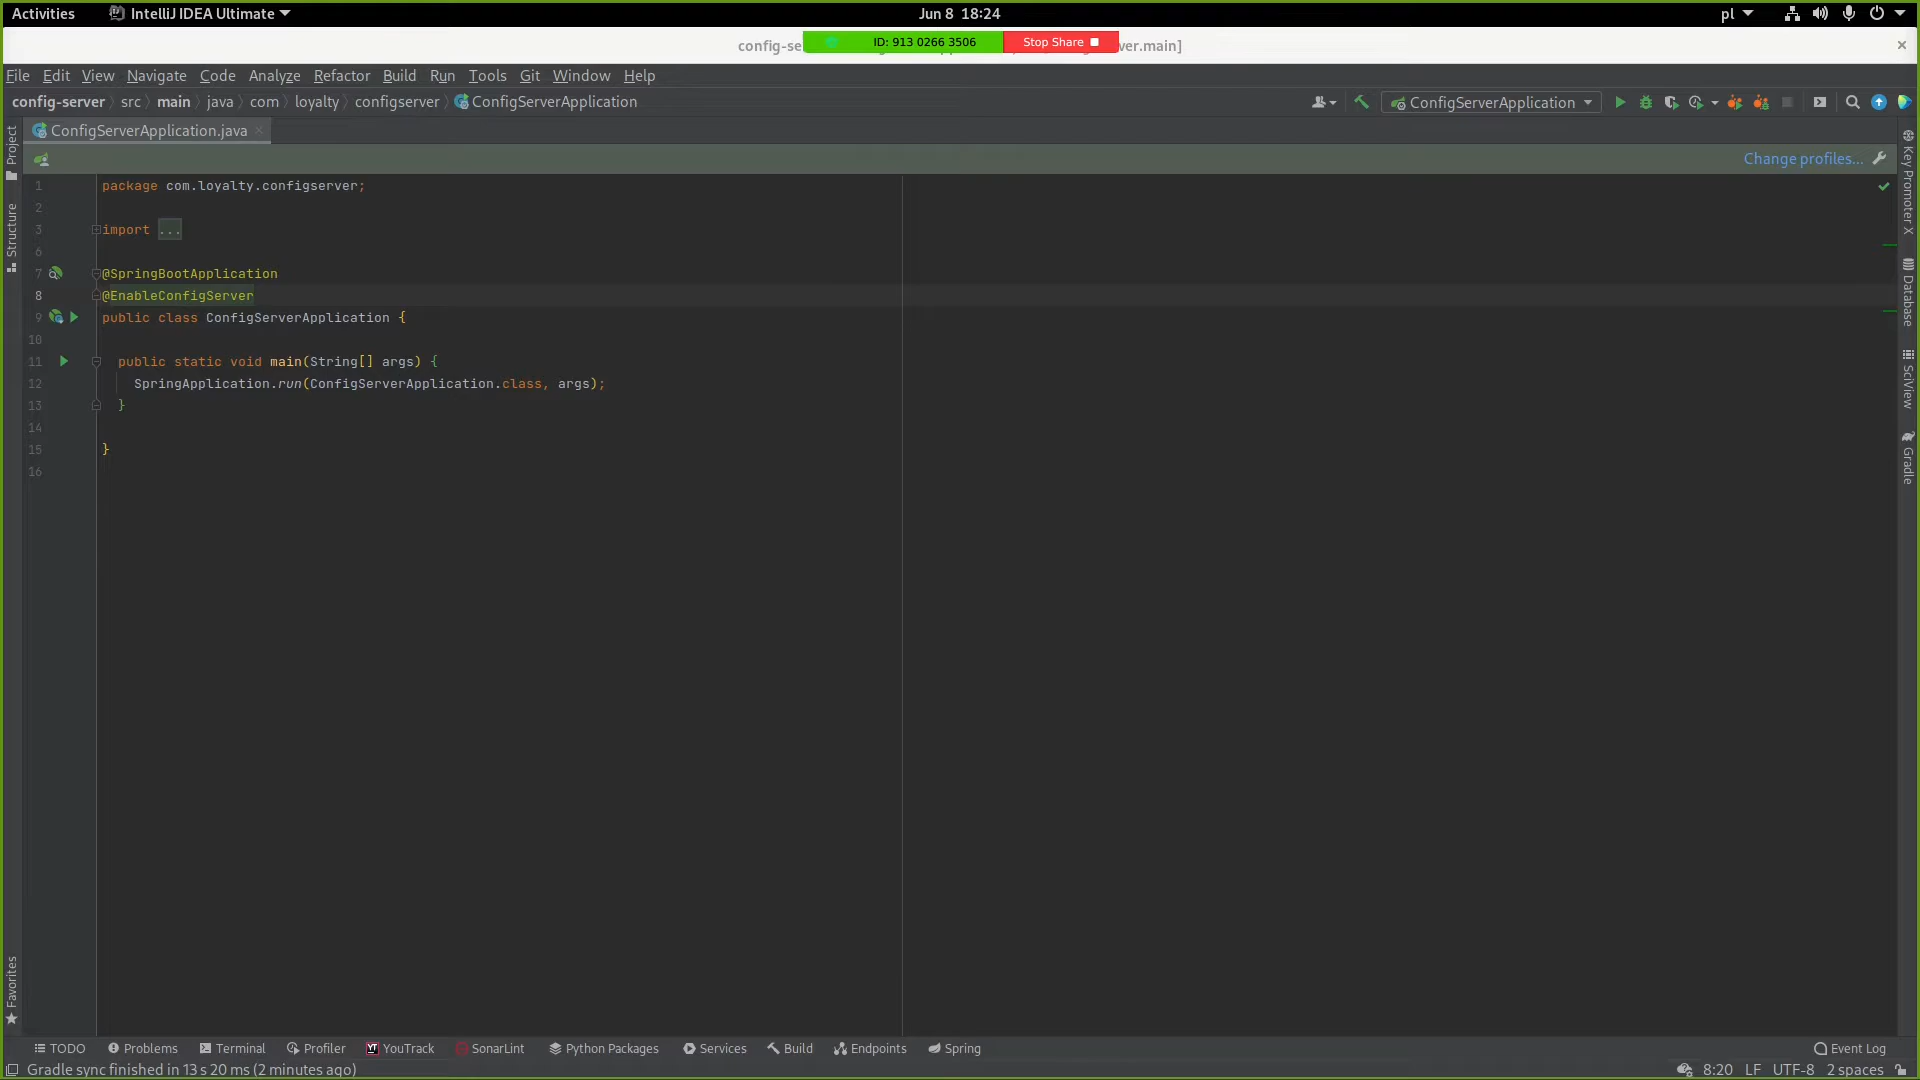 Activities IntelliJ IDEA Ultimate Jun 8 18:24 pl
config-se ID: 913 0266 3506 Stop Share ver.main]
File Edit View Navigate Code Analyze Refactor Build Run Tools Git Window Help
config-server src main java com loyalty configserver ConfigServerApplication ConfigServerApplication
ConfigServerApplication.java
Change profiles...
1 package com.loyalty.configserver;
2
3 import ...
6
7 @SpringBootApplication
8 @EnableConfigServer
9 public class ConfigServerApplication {
10
11 public static void main(String[] args) {
12 SpringApplication.run(ConfigServerApplication.class, args);
13 }
14
15 }
16
Project
Structure
Favorites
Key Promoter X
Database
SciView
Gradle
TODO Problems Terminal Profiler YouTrack SonarLint Python Packages Services Build Endpoints Spring Event Log
Gradle sync finished in 13 s 20 ms (2 minutes ago) 8:20 LF UTF-8 2 spaces